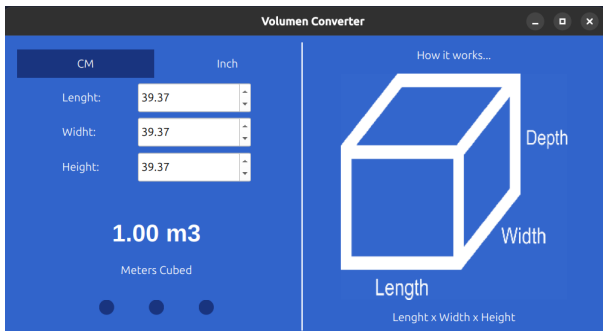 Volumen Converter
CM
Inch
Lenght:
39.37
Widht:
39.37
Height:
39.37
1.00 m3
Meters Cubed
How it works...
Depth
Width
Length
Lenght x Width x Height